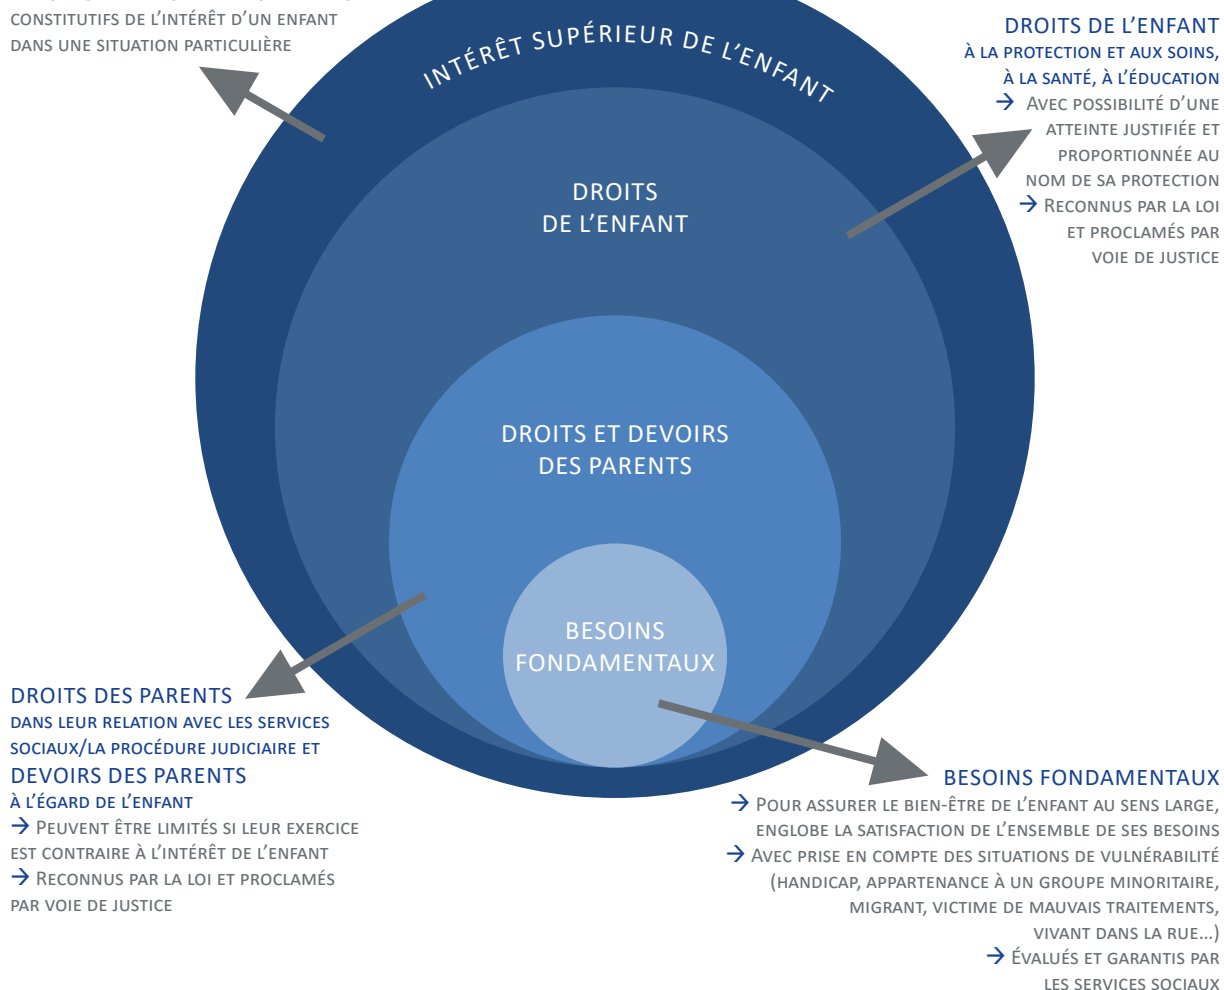 CONSTITUTIFS DE L'INTÉRÊT D'UN ENFANT
DANS UNE SITUATION PARTICULIÈRE
INTÉRÊT SUPÉRIEUR DE L'ENFANT
DROITS DE L'ENFANT
À LA PROTECTION ET AUX SOINS,
À LA SANTÉ, À L'ÉDUCATION
→ AVEC POSSIBILITÉ D'UNE
ATTEINTE JUSTIFIÉE ET
PROPORTIONNÉE AU
NOM DE SA PROTECTION
→ RECONNUS PAR LA LOI
ET PROCLAMÉS PAR
VOIE DE JUSTICE
DROITS
DE L'ENFANT
DROITS ET DEVOIRS
DES PARENTS
BESOINS
FONDAMENTAUX
DROITS DES PARENTS
DANS LEUR RELATION AVEC LES SERVICES
SOCIAUX/LA PROCÉDURE JUDICIAIRE ET
DEVOIRS DES PARENTS
À L'ÉGARD DE L'ENFANT
→ PEUVENT ÊTRE LIMITÉS SI LEUR EXERCICE
EST CONTRAIRE À L'INTÉRÊT DE L'ENFANT
→ RECONNUS PAR LA LOI ET PROCLAMÉS
PAR VOIE DE JUSTICE
BESOINS FONDAMENTAUX
→ POUR ASSURER LE BIEN-ÊTRE DE L'ENFANT AU SENS LARGE,
ENGLOBE LA SATISFACTION DE L'ENSEMBLE DE SES BESOINS
→ AVEC PRISE EN COMPTE DES SITUATIONS DE VULNÉRABILITÉ
(HANDICAP, APPARTENANCE À UN GROUPE MINORITAIRE,
MIGRANT, VICTIME DE MAUVAIS TRAITEMENTS,
VIVANT DANS LA RUE...)
→ ÉVALUÉS ET GARANTIS PAR
LES SERVICES SOCIAUX